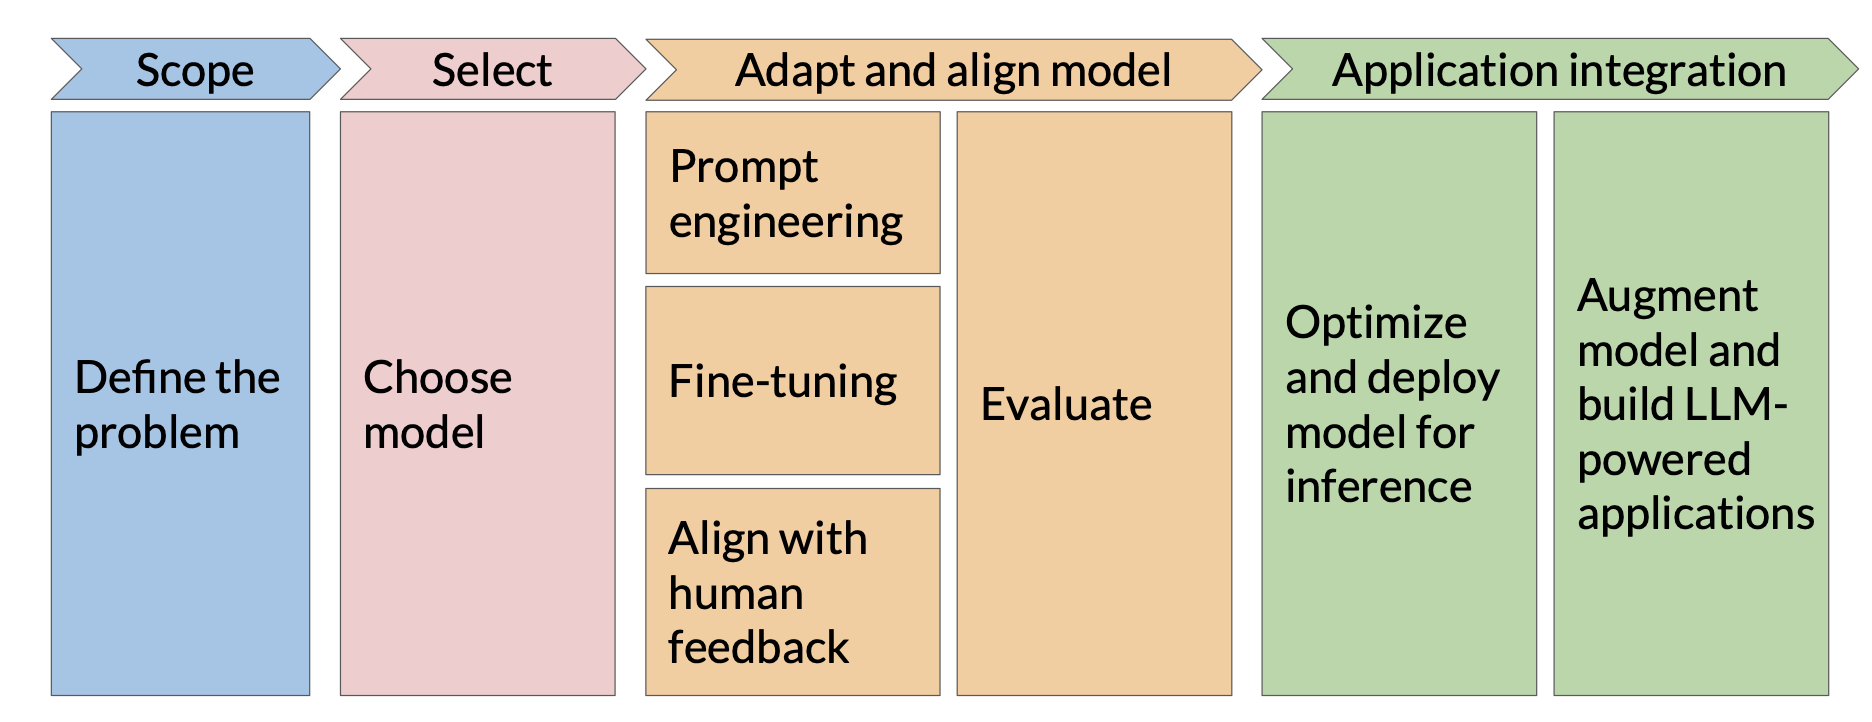 Scope
Select
Adapt and align model
Application integration
Define the
problem
Choose
model
Prompt
engineering
Fine-tuning
Align with
human
feedback
Evaluate
Optimize
and deploy
model for
inference
Augment
model and
build LLM-
powered
applications